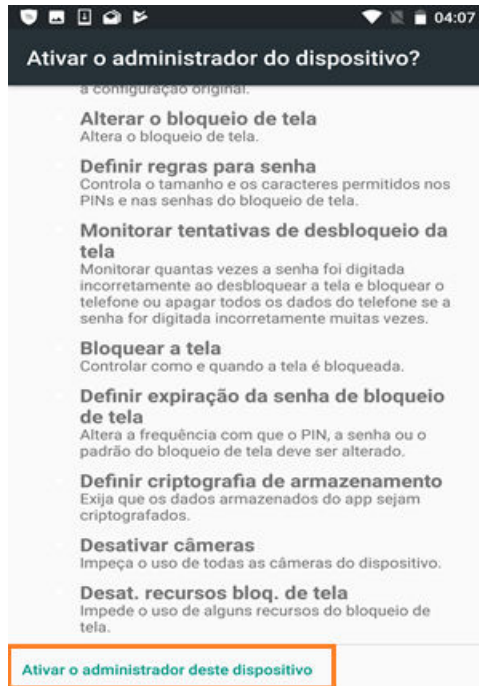 04:07
Ativar o administrador do dispositivo?
a configuração original.
Alterar o bloqueio de tela
Altera o bloqueio de tela.
Definir regras para senha
Controla o tamanho e os caracteres permitidos nos
PINs e nas senhas do bloqueio de tela.
Monitorar tentativas de desbloqueio da
tela
Monitorar quantas vezes a senha foi digitada
incorretamente ao desbloquear a tela e bloquear o
telefone ou apagar todos os dados do telefone se a
senha for digitada incorretamente muitas vezes.
Bloquear a tela
Controlar como e quando a tela é bloqueada.
Definir expiração da senha de bloqueio
de tela
Altera a frequência com que o PIN, a senha ou o
padrão do bloqueio de tela deve ser alterado.
Definir criptografia de armazenamento
Exija que os dados armazenados do app sejam
criptografados.
Desativar câmeras
Impeça o uso de todas as câmeras do dispositivo.
Desat. recursos bloq. de tela
Impede o uso de alguns recursos do bloqueio de
tela.
Ativar o administrador deste dispositivo